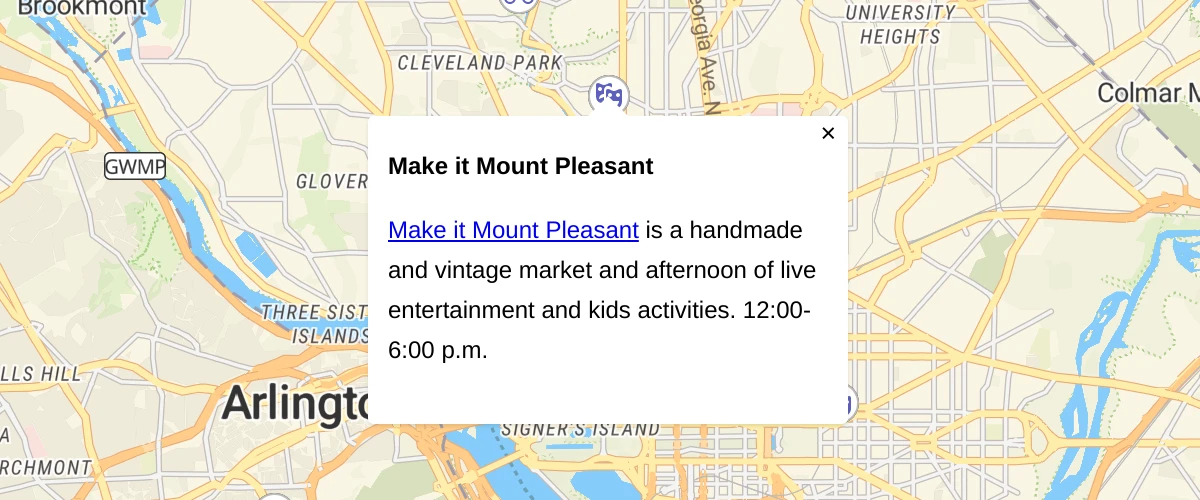 Brookmont
UNIVERSITY
HEIGHTS
CLEVELAND PARK
Georgia Ave. N
Colmar M
GWMP
GLOVER
Make it Mount Pleasant
Make it Mount Pleasant is a handmade
and vintage market and afternoon of live
entertainment and kids activities. 12:00-
6:00 p.m.
THREE SIST
ISLANDS
LLS HILL
Arlingto
SIGNER'S ISLAND
A
RCHMONT